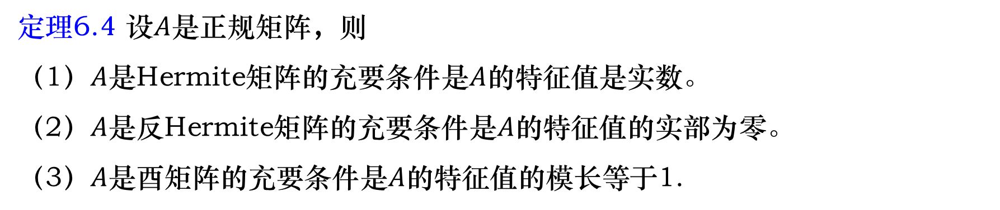 定理6.4 设A是正规矩阵，则
（1）A是Hermite矩阵的充要条件是A的特征值是实数。
（2）A是反Hermite矩阵的充要条件是A的特征值的实部为零。
（3）A是酉矩阵的充要条件是A的特征值的模长等于1.